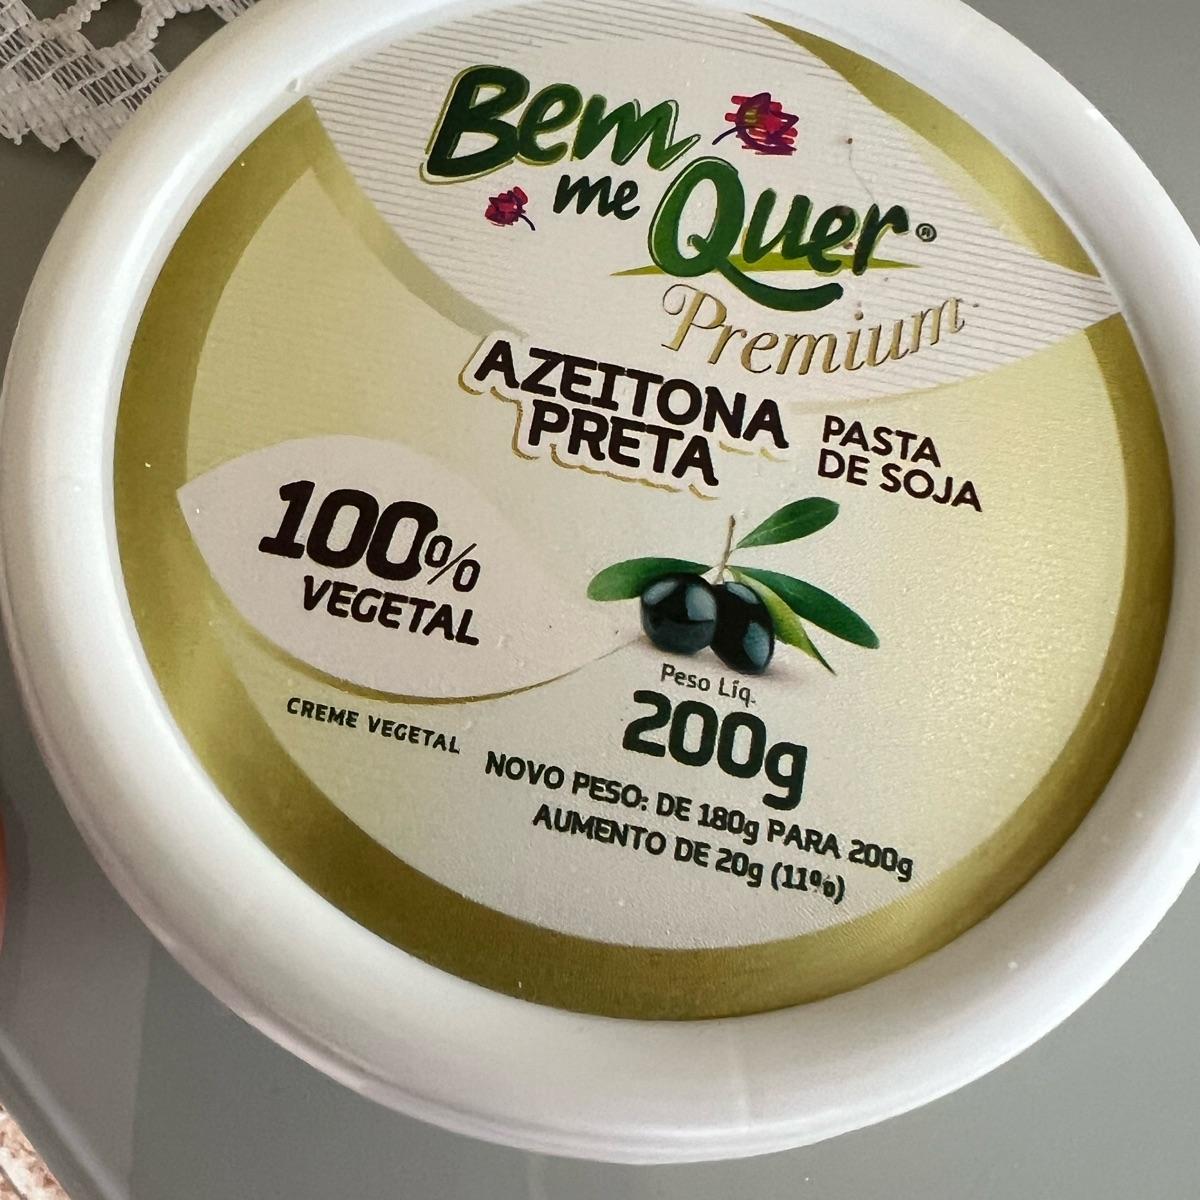 Bem
me Quer®
Premium
AZEITONA
PRETA
PASTA
DE SOJA
100%
VEGETAL
CREME VEGETAL
Peso Líq.
200g
NOVO PESO: DE 180g PARA 200g
AUMENTO DE 20g (11%)